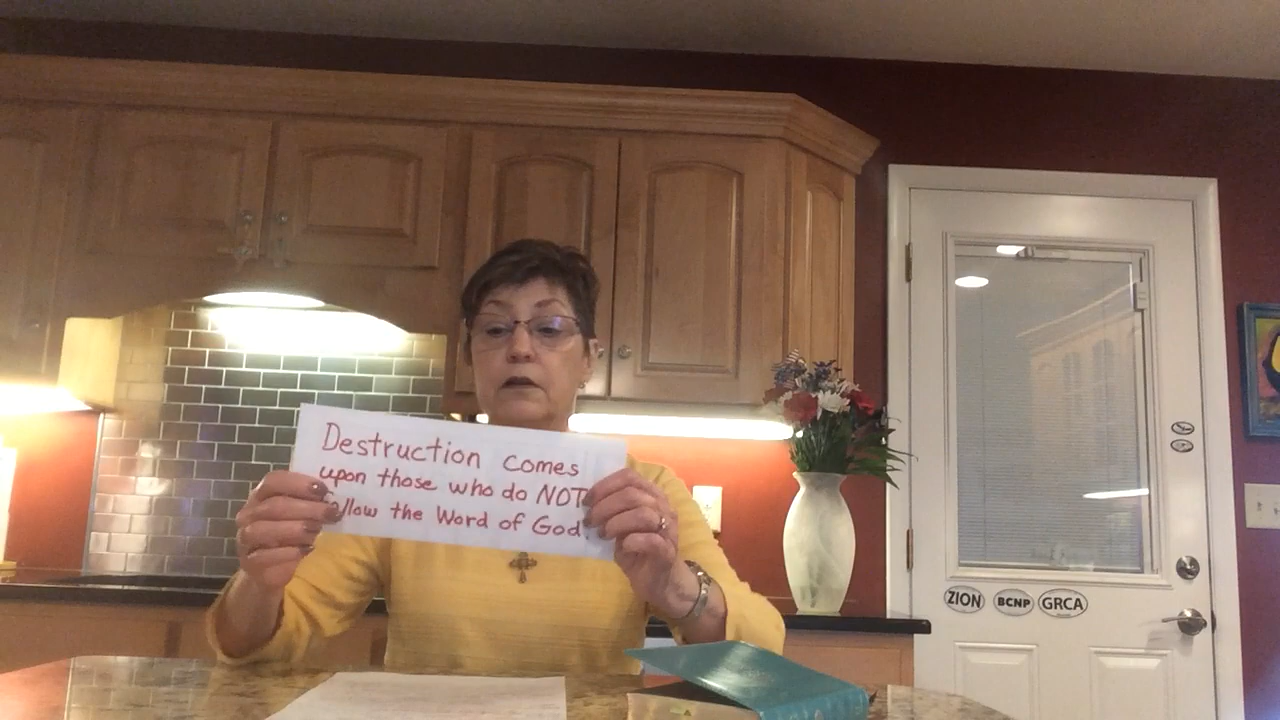 Destruction comes
upon those who do NOT
follow the Word of God.
ZION
BCNP
GRCA